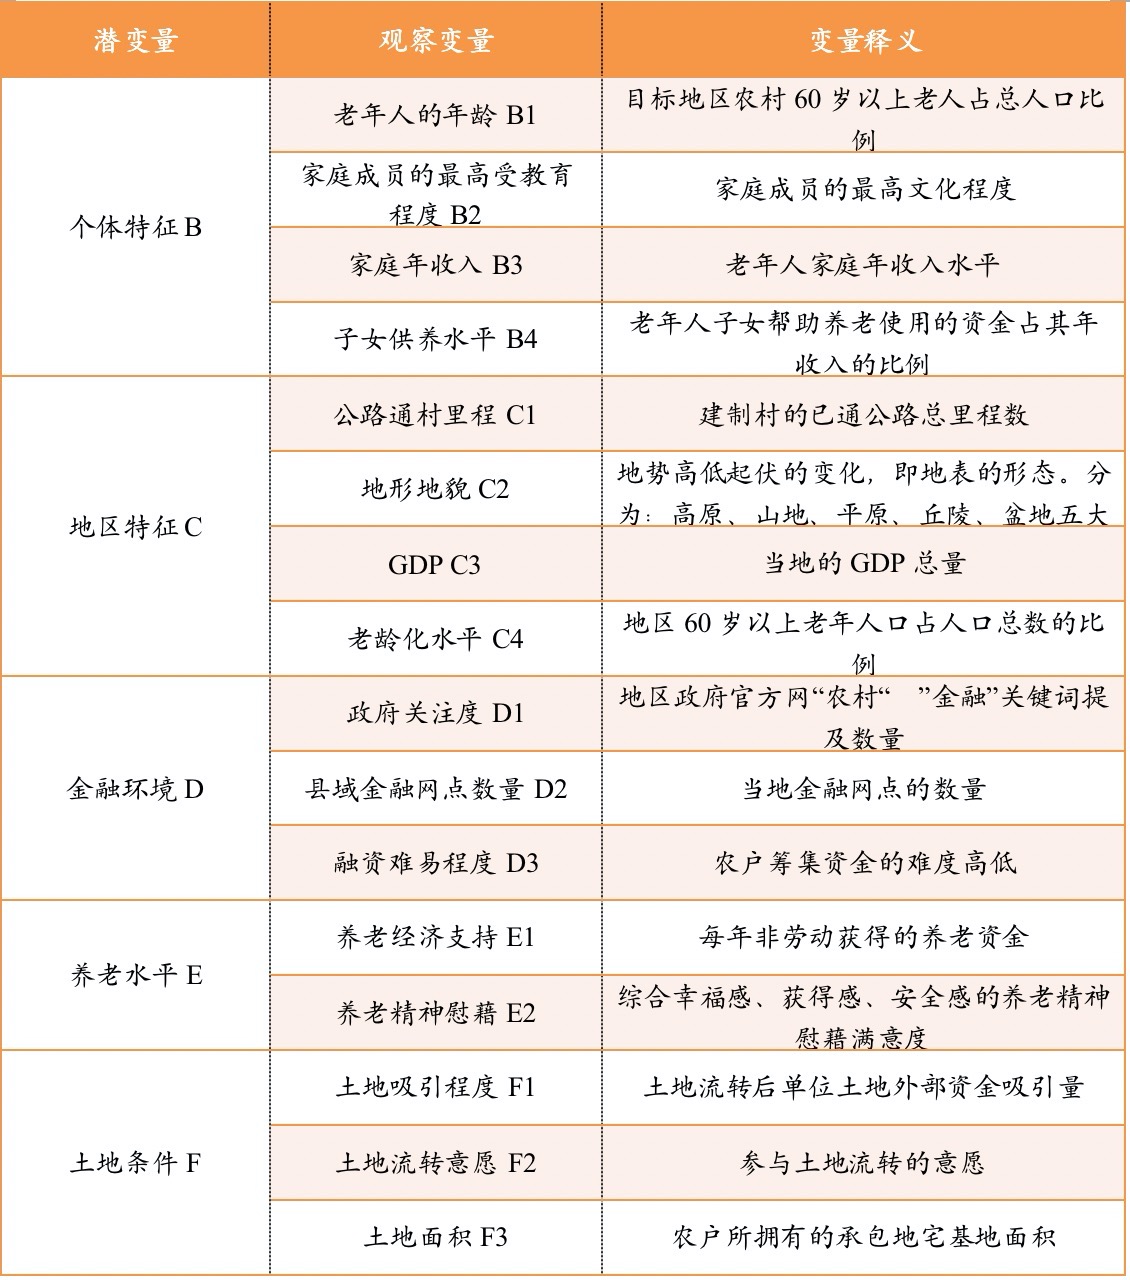 潜变量
观察变量
变量释义
个体特征 B
老年人的年龄 B1
目标地区农村 60 岁以上老人占总人口比
例
家庭成员的最高受教育
程度 B2
家庭成员的最高文化程度
家庭年收入 B3
老年人家庭年收入水平
子女供养水平 B4
老年人子女帮助养老使用的资金占其年
收入的比例
地区特征 C
公路通村里程 C1
建制村的已通公路总里程数
地形地貌 C2
地势高低起伏的变化，即地表的形态。分
为：高原、山地、平原、丘陵、盆地五大
GDP C3
当地的 GDP 总量
老龄化水平 C4
地区 60 岁以上老年人口占人口总数的比
例
金融环境 D
政府关注度 D1
地区政府官方网“农村“ ”金融”关键词提
及数量
县域金融网点数量 D2
当地金融网点的数量
融资难易程度 D3
农户筹集资金的难度高低
养老水平 E
养老经济支持 E1
每年非劳动获得的养老资金
养老精神慰藉 E2
综合幸福感、获得感、安全感的养老精神
慰藉满意度
土地条件 F
土地吸引程度 F1
土地流转后单位土地外部资金吸引量
土地流转意愿 F2
参与土地流转的意愿
土地面积 F3
农户所拥有的承包地宅基地面积